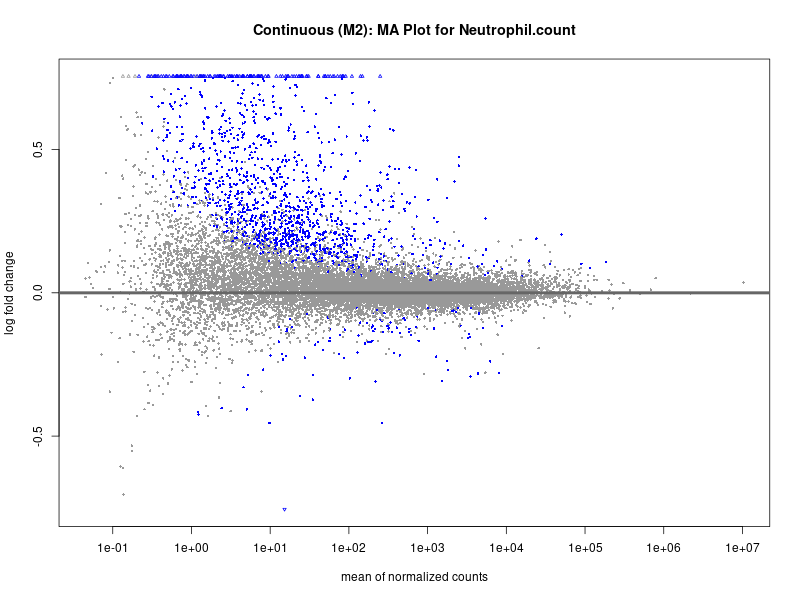 Continuous (M2): MA Plot for Neutrophil.count
log fold change
0.5
0.0
-0.5
1e-01 1e+00 1e+01 1e+02 1e+03 1e+04 1e+05 1e+06 1e+07
mean of normalized counts